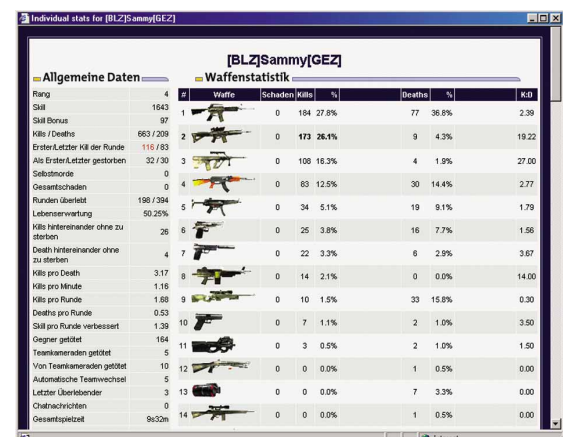 Individual stats for [BLZ]Sammy[GEZ]
[BLZ]Sammy[GEZ]
Allgemeine Daten
Rang 4
Skill 1643
Skill Bonus 97
Kills / Deaths 663 / 209
Erster/Letzter Kill der Runde 116 / 83
Als Erster/Letzter gestorben 32 / 30
Selbstmorde 0
Gesamtschaden 0
Runden überlebt 198 / 394
Lebenserwartung 50.25%
Kills hintereinander ohne zu sterben 26
Death hintereinander ohne zu sterben 4
Kills pro Death 3.17
Kills pro Minute 1.16
Kills pro Runde 1.68
Deaths pro Runde 0.53
Skill pro Runde verbessert 1.39
Gegner getötet 164
Teamkameraden getötet 5
Von Teamkameraden getötet 10
Automatische Teamwechsel 5
Letzter Überlebender 3
Chatnachrichten 0
Gesamtspielzeit 9s32m
Waffenstatistik
# Waffe Schaden Kills % Deaths % K:D
1 0 184 27.8% 77 36.8% 2.39
2 0 173 26.1% 9 4.3% 19.22
3 0 108 16.3% 4 1.9% 27.00
4 0 83 12.5% 30 14.4% 2.77
5 0 34 5.1% 19 9.1% 1.79
6 0 25 3.8% 16 7.7% 1.56
7 0 22 3.3% 6 2.9% 3.67
8 0 14 2.1% 0 0.0% 14.00
9 0 10 1.5% 33 15.8% 0.30
10 0 7 1.1% 2 1.0% 3.50
11 0 3 0.5% 2 1.0% 1.50
12 0 0 0.0% 1 0.5% 0.00
13 0 0 0.0% 7 3.3% 0.00
14 0 0 0.0% 1 0.5% 0.00